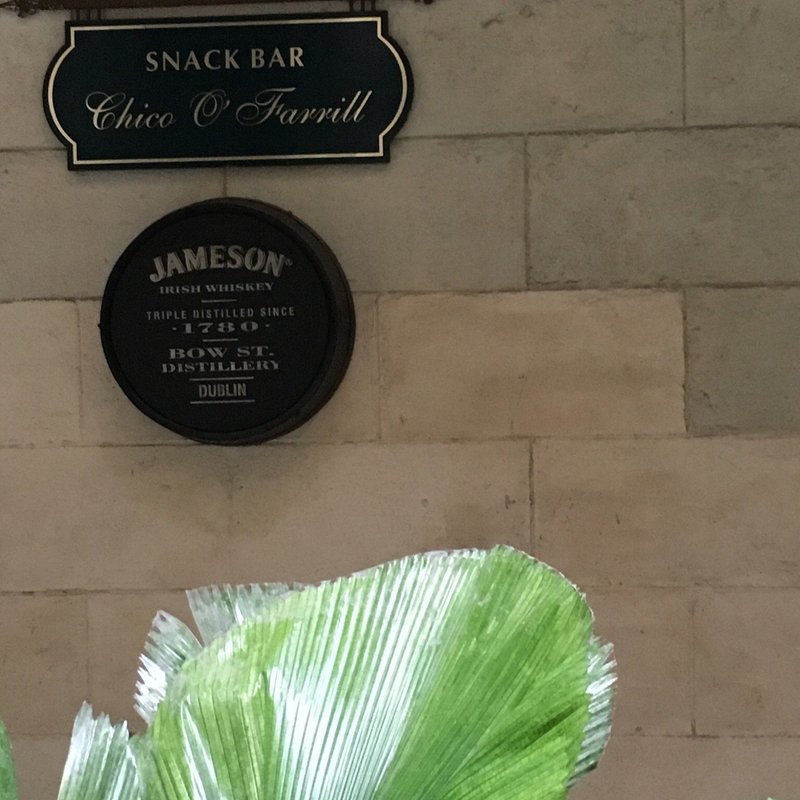 SNACK BAR
Chico O' Farrill
JAMESON®
IRISH WHISKEY
TRIPLE DISTILLED SINCE
·1780·
BOW ST.
DISTILLERY
DUBLIN